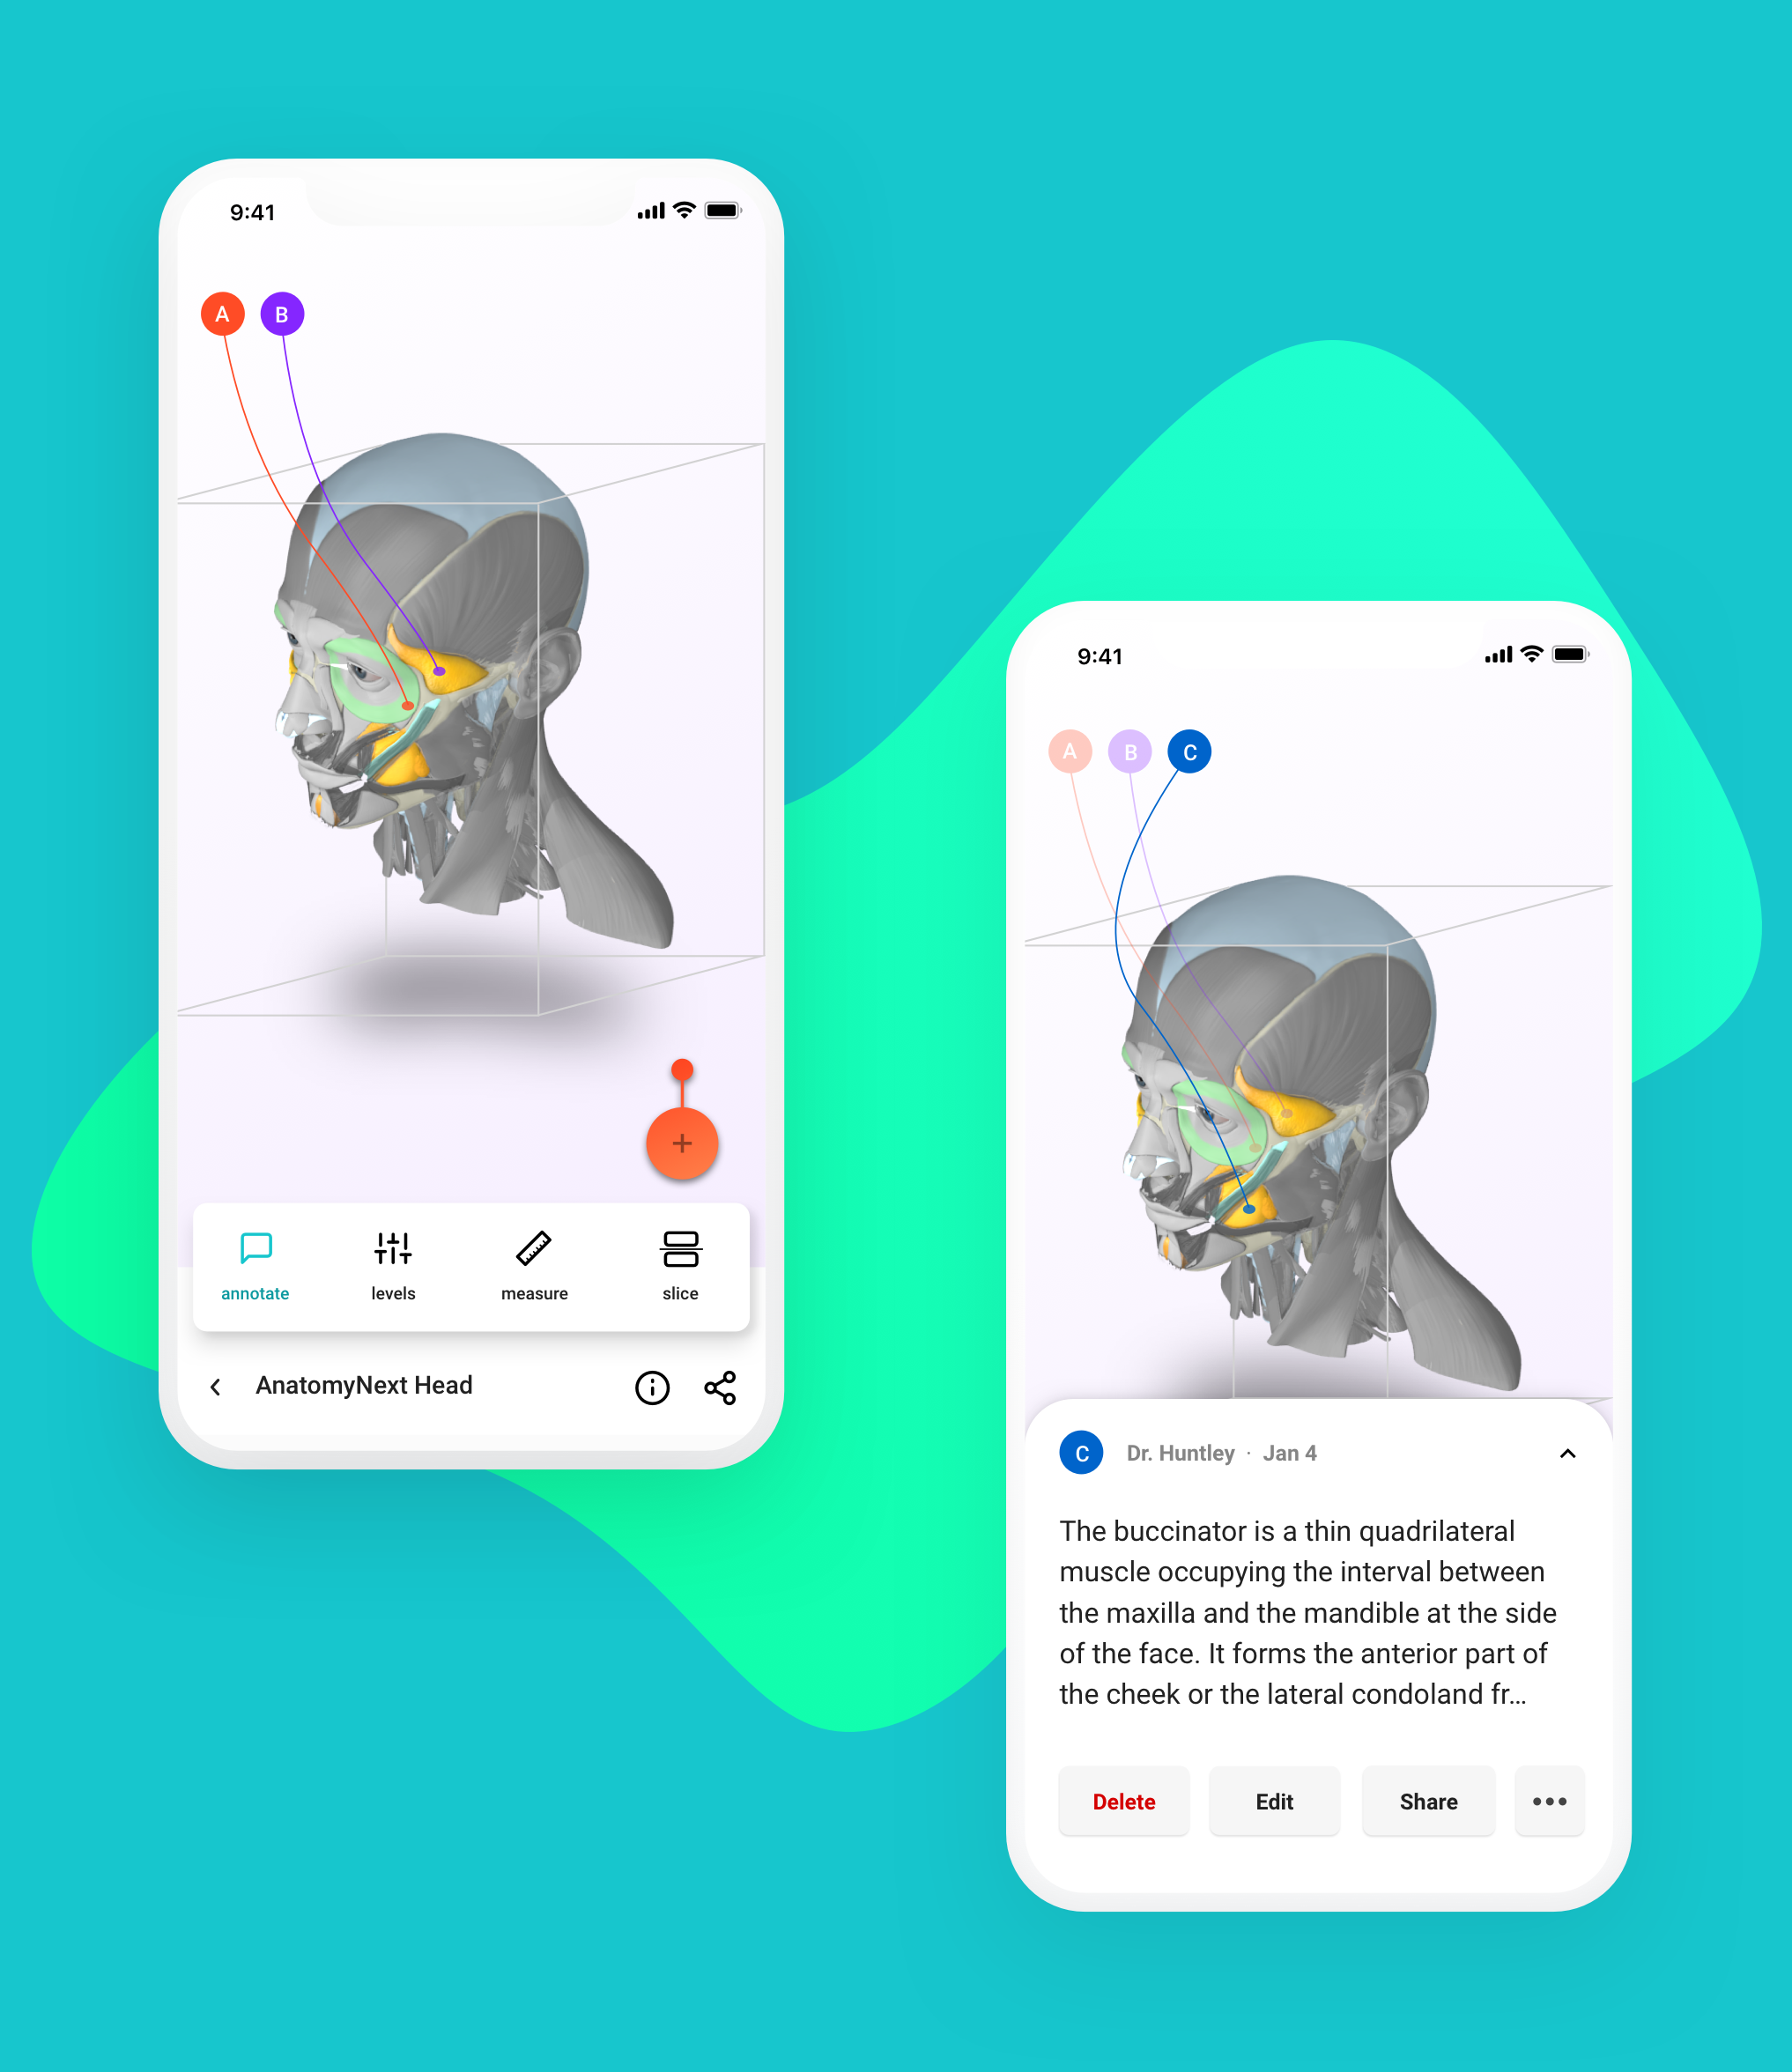 9:41
A B
annotate levels measure slice
AnatomyNext Head
9:41
A B C
C Dr. Huntley · Jan 4
The buccinator is a thin quadrilateral
muscle occupying the interval between
the maxilla and the mandible at the side
of the face. It forms the anterior part of
the cheek or the lateral condoland fr...
Delete Edit Share